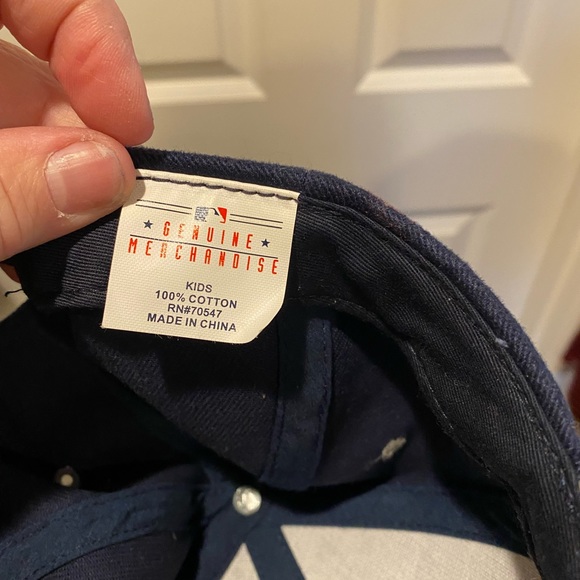 GENUINE
MERCHANDISE
KIDS
100% COTTON
RN#70547
MADE IN CHINA